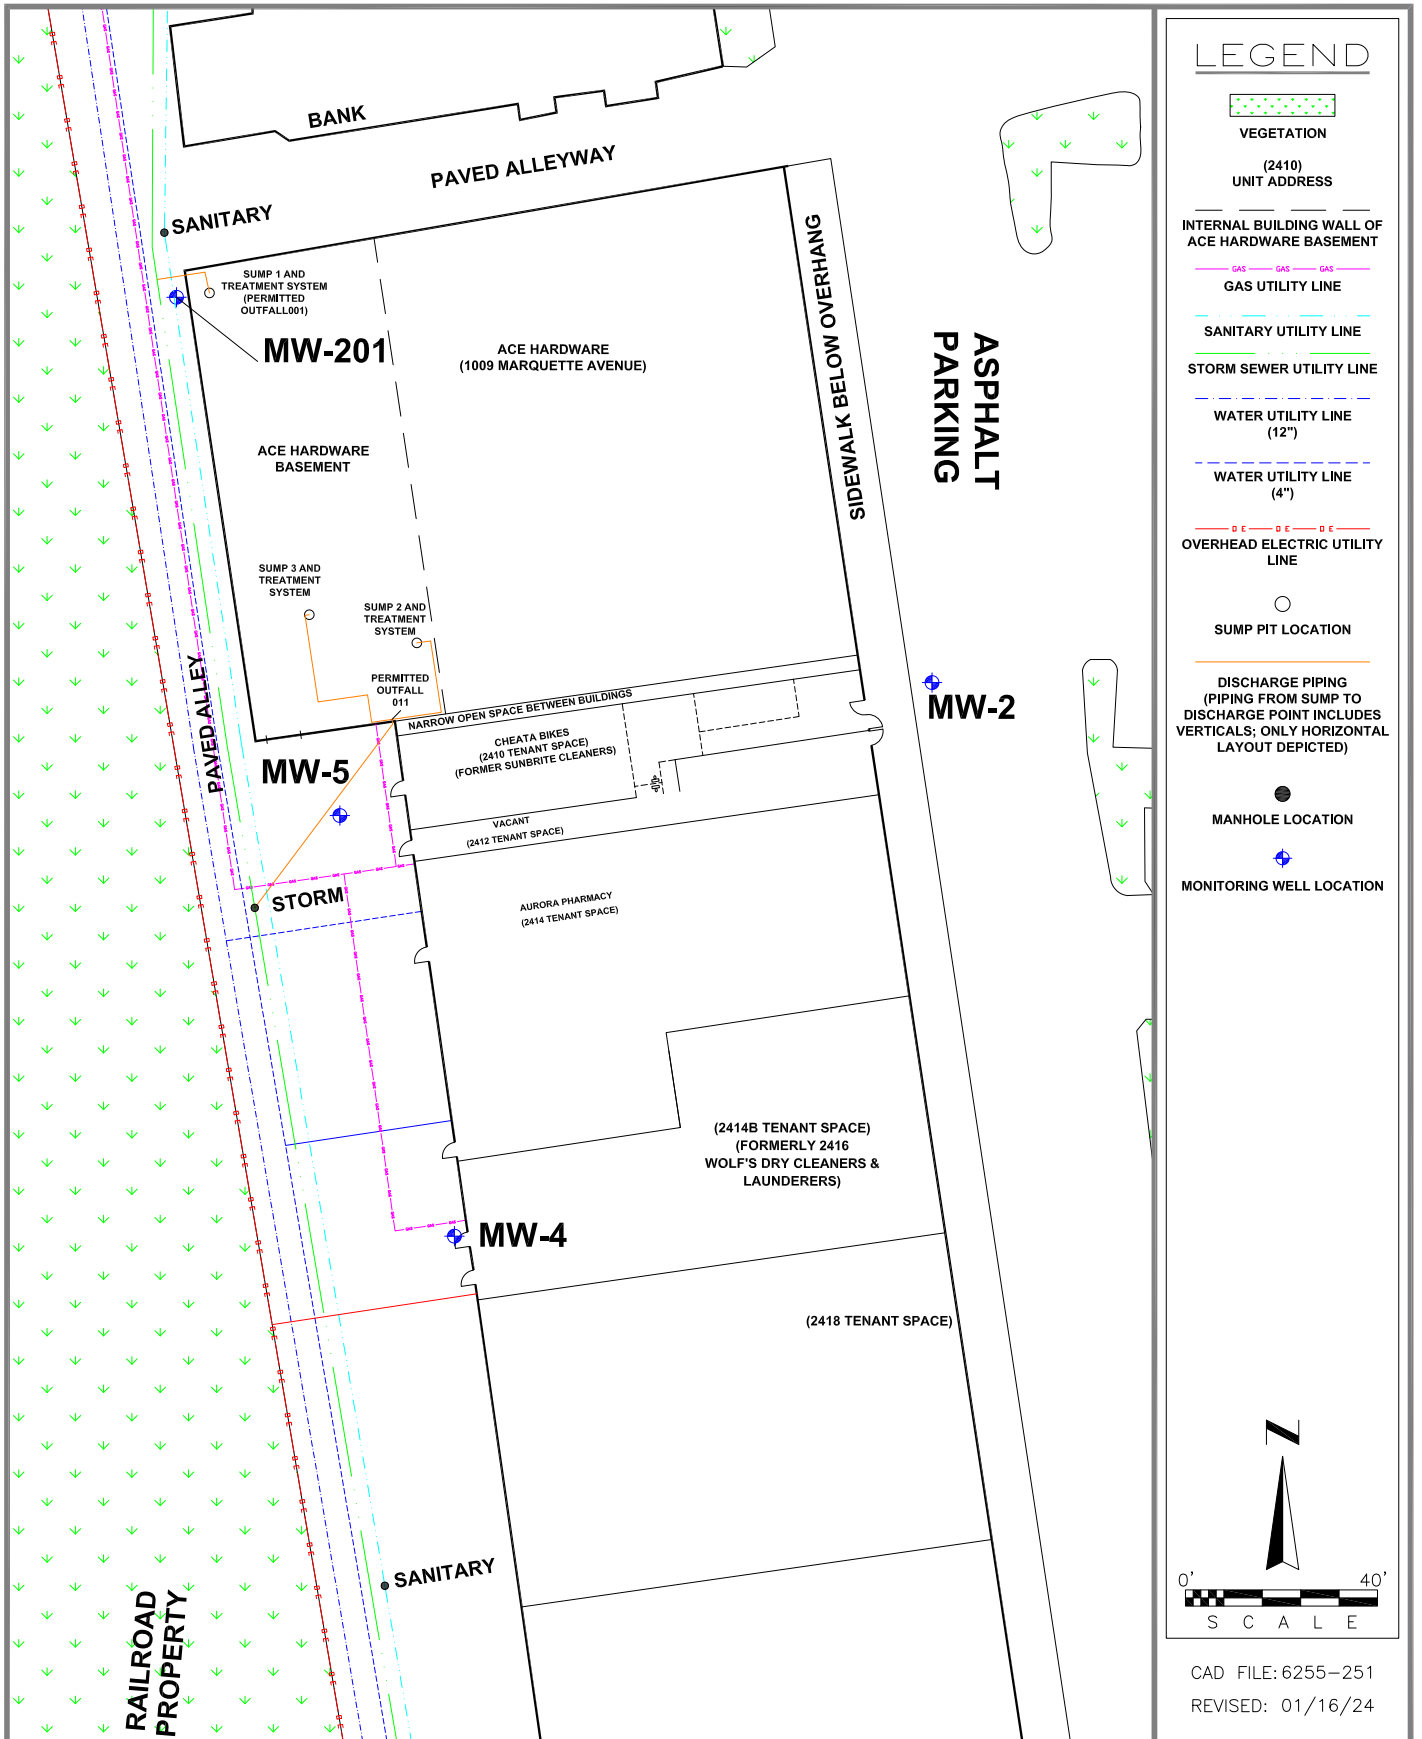 BANK
PAVED ALLEYWAY
SANITARY
SUMP 1 AND
TREATMENT SYSTEM
(PERMITTED
OUTFALL001)
MW-201
ACE HARDWARE
(1009 MARQUETTE AVENUE)
SIDEWALK BELOW OVERHANG
ASPHALT
PARKING
ACE HARDWARE
BASEMENT
SUMP 3 AND
TREATMENT
SYSTEM
SUMP 2 AND
TREATMENT
SYSTEM
PERMITTED
OUTFALL
011
PAVED ALLEY
NARROW OPEN SPACE BETWEEN BUILDINGS
MW-2
CHEATA BIKES
(2410 TENANT SPACE)
(FORMER SUNBRITE CLEANERS)
MW-5
VACANT
(2412 TENANT SPACE)
STORM
AURORA PHARMACY
(2414 TENANT SPACE)
(2414B TENANT SPACE)
(FORMERLY 2416
WOLF'S DRY CLEANERS &
LAUNDERERS)
MW-4
(2418 TENANT SPACE)
SANITARY
RAILROAD
PROPERTY
LEGEND
VEGETATION
(2410)
UNIT ADDRESS
INTERNAL BUILDING WALL OF
ACE HARDWARE BASEMENT
GAS GAS GAS
GAS UTILITY LINE
SANITARY UTILITY LINE
STORM SEWER UTILITY LINE
WATER UTILITY LINE
(12")
WATER UTILITY LINE
(4")
OVERHEAD ELECTRIC UTILITY
LINE
SUMP PIT LOCATION
DISCHARGE PIPING
(PIPING FROM SUMP TO
DISCHARGE POINT INCLUDES
VERTICALS; ONLY HORIZONTAL
LAYOUT DEPICTED)
MANHOLE LOCATION
MONITORING WELL LOCATION
N
0' 40'
SCALE
CAD FILE: 6255-251
REVISED: 01/16/24